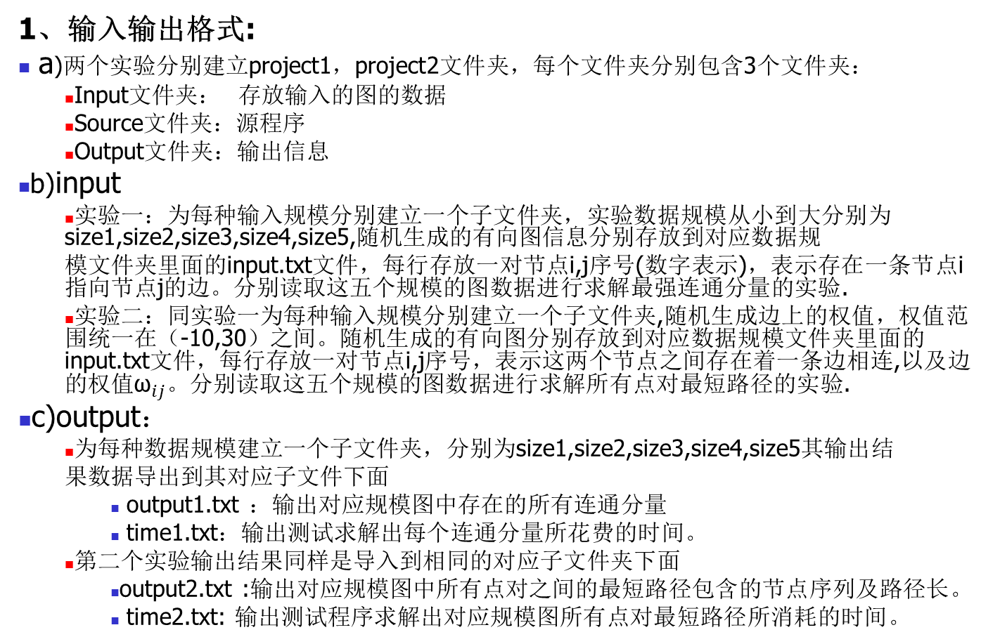 1、输入输出格式:
a)两个实验分别建立project1，project2文件夹，每个文件夹分别包含3个文件夹：
Input文件夹： 存放输入的图的数据
Source文件夹：源程序
Output文件夹：输出信息
b)input
实验一：为每种输入规模分别建立一个子文件夹，实验数据规模从小到大分别为
size1,size2,size3,size4,size5,随机生成的有向图信息分别存放到对应数据规
模文件夹里面的input.txt文件，每行存放一对节点i,j序号(数字表示)，表示存在一条节点i
指向节点j的边。分别读取这五个规模的图数据进行求解最强连通分量的实验.
实验二：同实验一为每种输入规模分别建立一个子文件夹,随机生成边上的权值，权值范
围统一在（-10,30）之间。随机生成的有向图分别存放到对应数据规模文件夹里面的
input.txt文件，每行存放一对节点i,j序号，表示这两个节点之间存在着一条边相连,以及边
的权值ω𝑖𝑗。分别读取这五个规模的图数据进行求解所有点对最短路径的实验.
c)output：
为每种数据规模建立一个子文件夹，分别为size1,size2,size3,size4,size5其输出结
果数据导出到其对应子文件下面
output1.txt ：输出对应规模图中存在的所有连通分量
time1.txt：输出测试求解出每个连通分量所花费的时间。
第二个实验输出结果同样是导入到相同的对应子文件夹下面
output2.txt :输出对应规模图中所有点对之间的最短路径包含的节点序列及路径长。
time2.txt: 输出测试程序求解出对应规模图所有点对最短路径所消耗的时间。